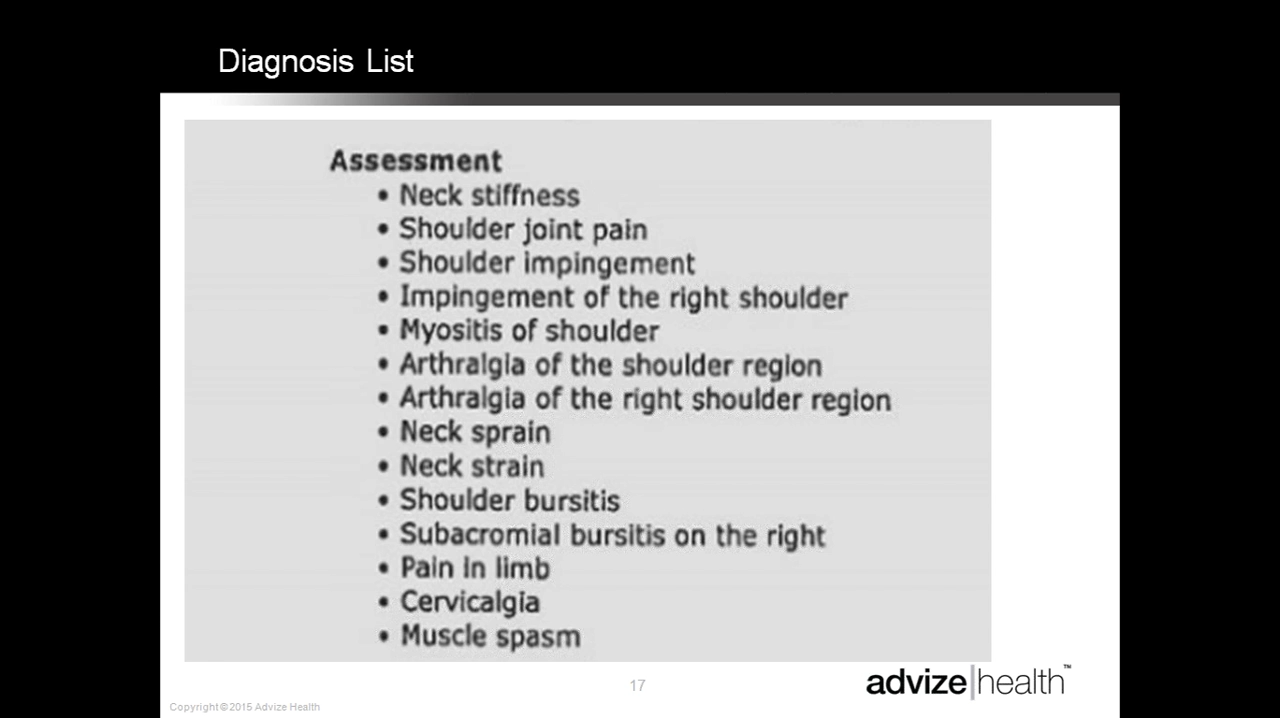 Diagnosis List
Assessment
• Neck stiffness
• Shoulder joint pain
• Shoulder impingement
• Impingement of the right shoulder
• Myositis of shoulder
• Arthralgia of the shoulder region
• Arthralgia of the right shoulder region
• Neck sprain
• Neck strain
• Shoulder bursitis
• Subacromial bursitis on the right
• Pain in limb
• Cervicalgia
• Muscle spasm
17
advize|health™
Copyright©2015 Advize Health